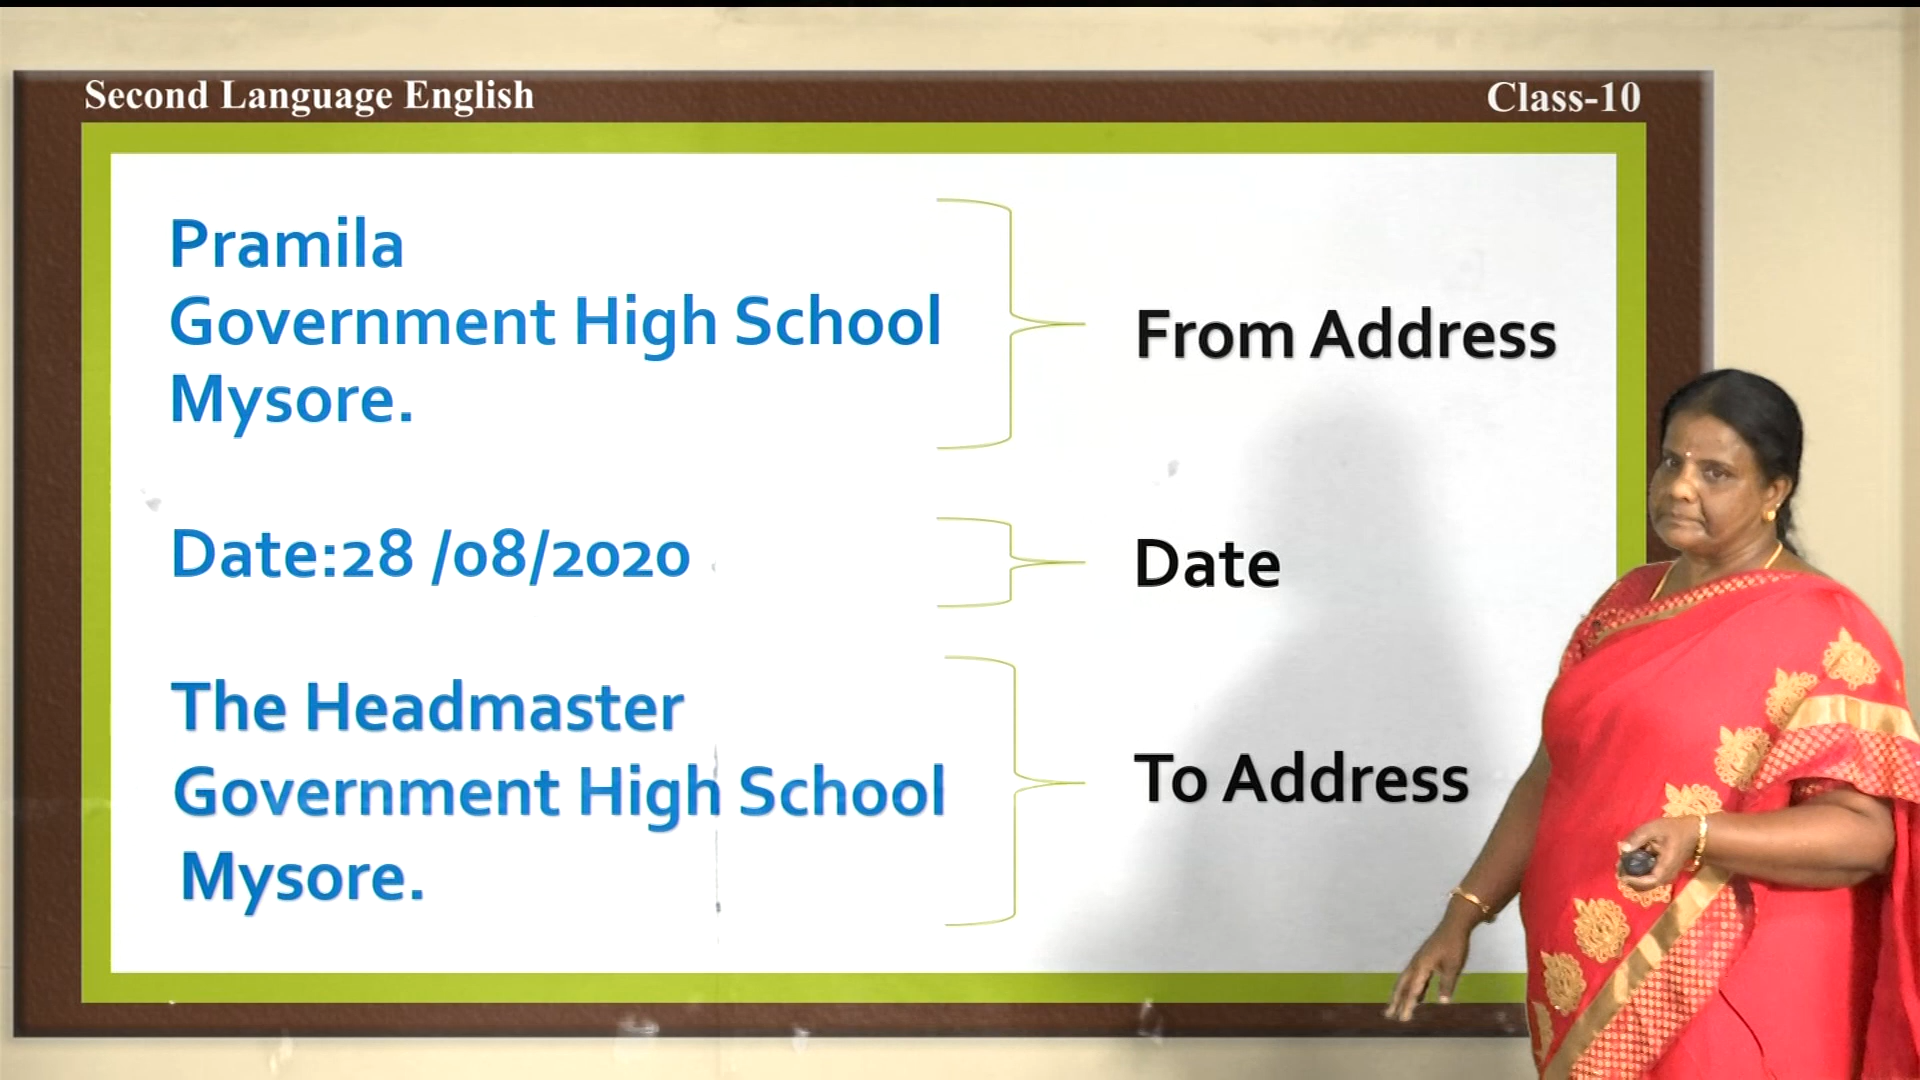 Second Language English
Class-10
Pramila
Government High School
Mysore.
From Address
Date:28 /08/2020
Date
The Headmaster
Government High School
Mysore.
To Address